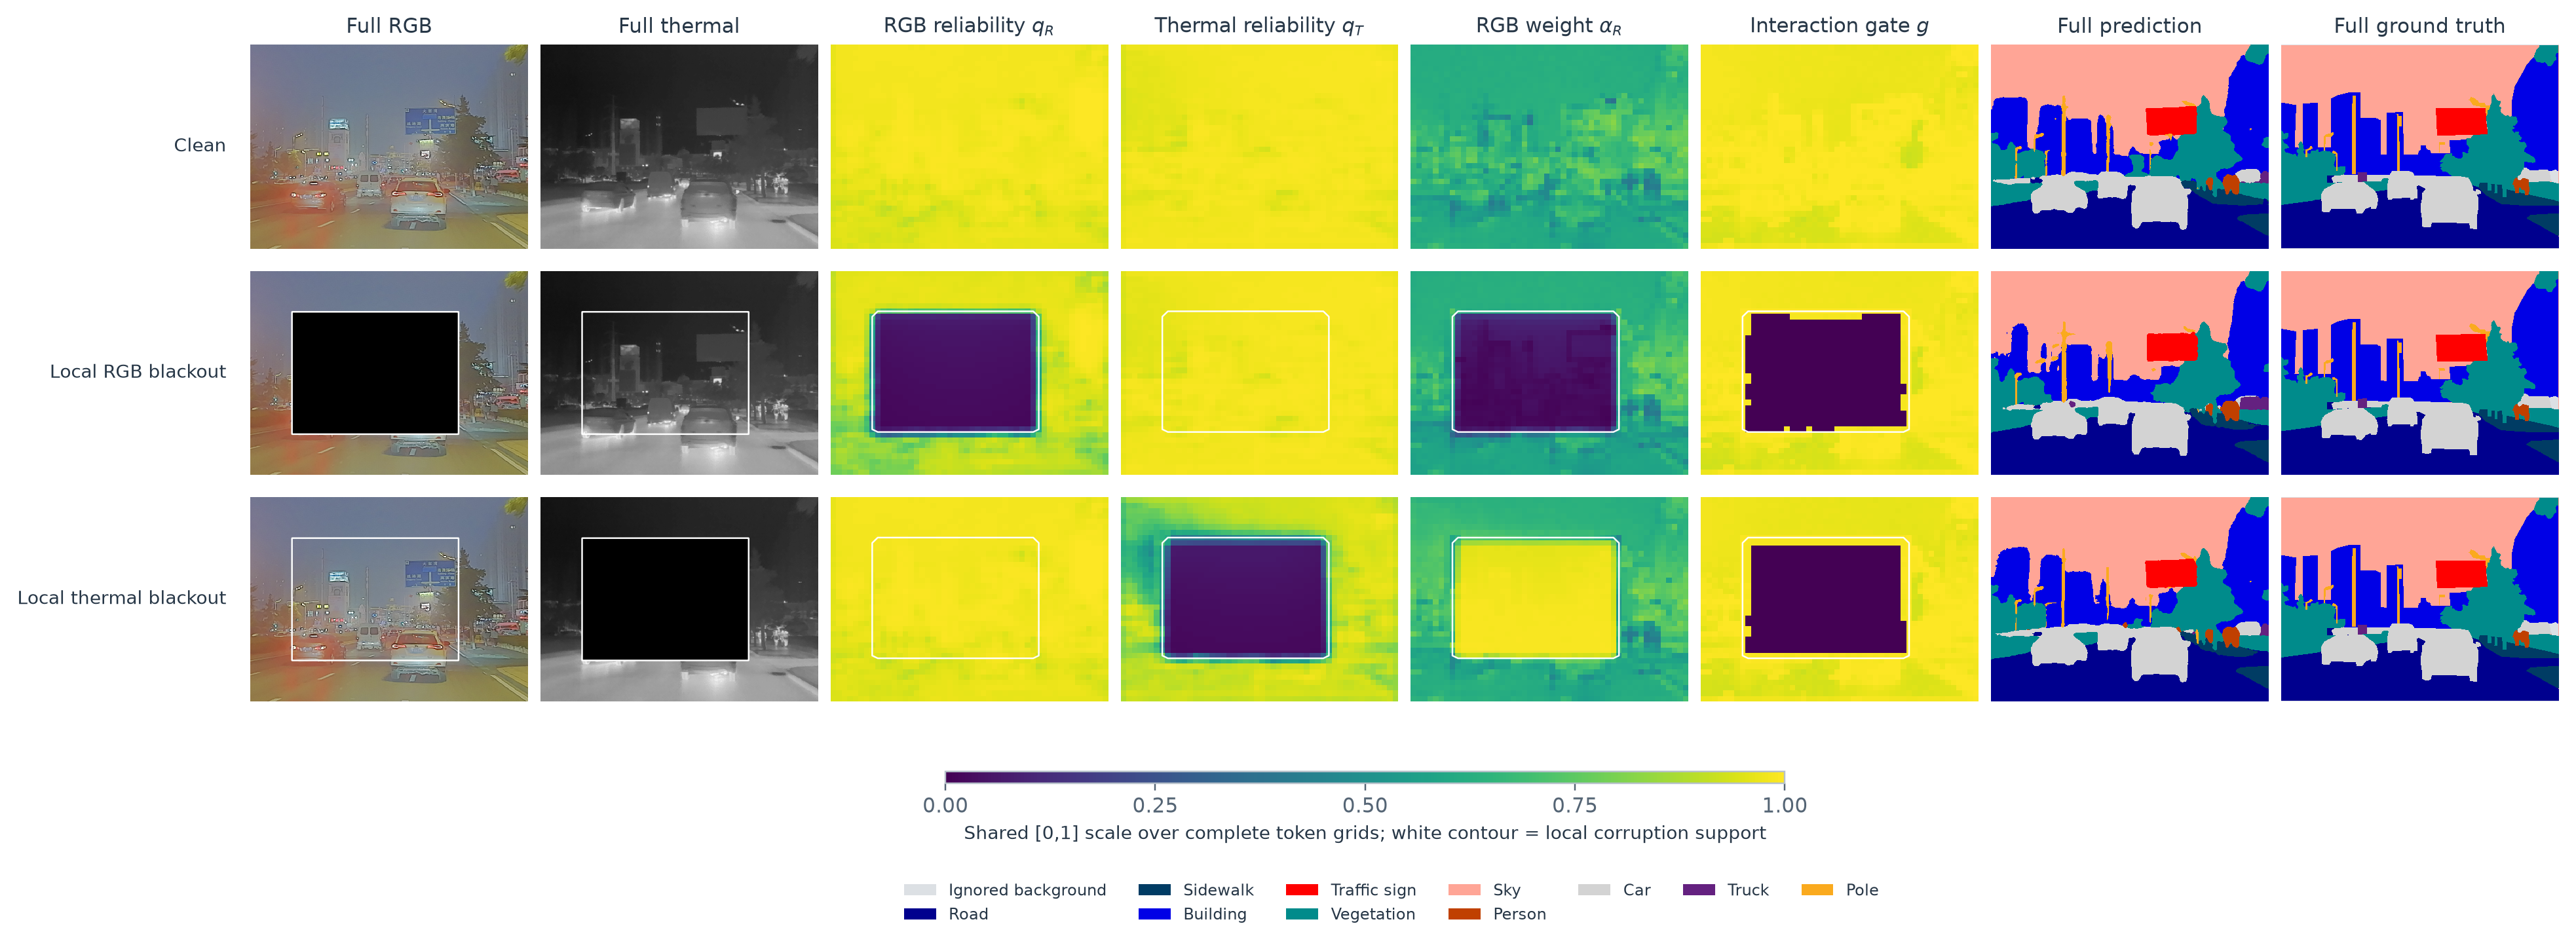 Full RGB
Full thermal
RGB reliability q_R
Thermal reliability q_T
RGB weight α_R
Interaction gate g
Full prediction
Full ground truth
Clean
Local RGB blackout
Local thermal blackout
0.00
0.25
0.50
0.75
1.00
Shared [0,1] scale over complete token grids; white contour = local corruption support
Ignored background
Sidewalk
Traffic sign
Sky
Car
Truck
Pole
Road
Building
Vegetation
Person